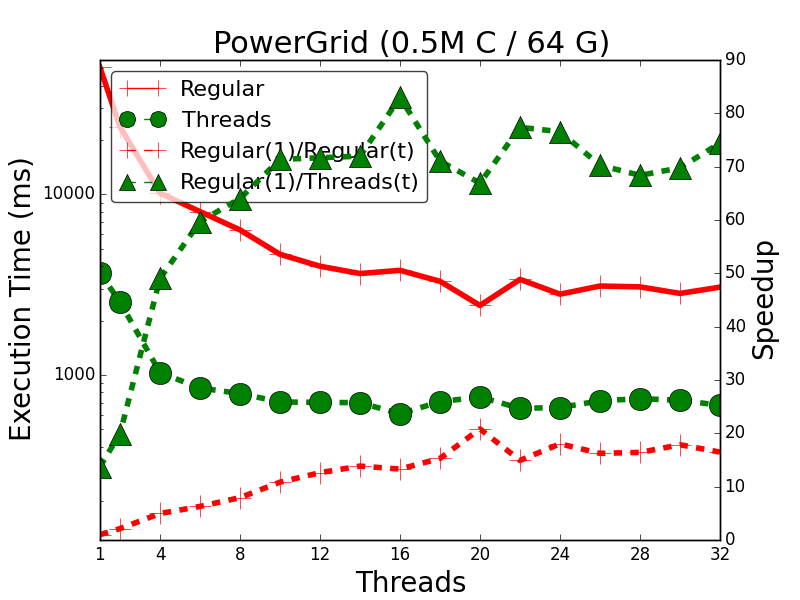 PowerGrid (0.5M C / 64 G)
Regular
Threads
Regular(1)/Regular(t)
Regular(1)/Threads(t)
Execution Time (ms)
10000
1000
Speedup
90
80
70
60
50
40
30
20
10
0
1 4 8 12 16 20 24 28 32
Threads